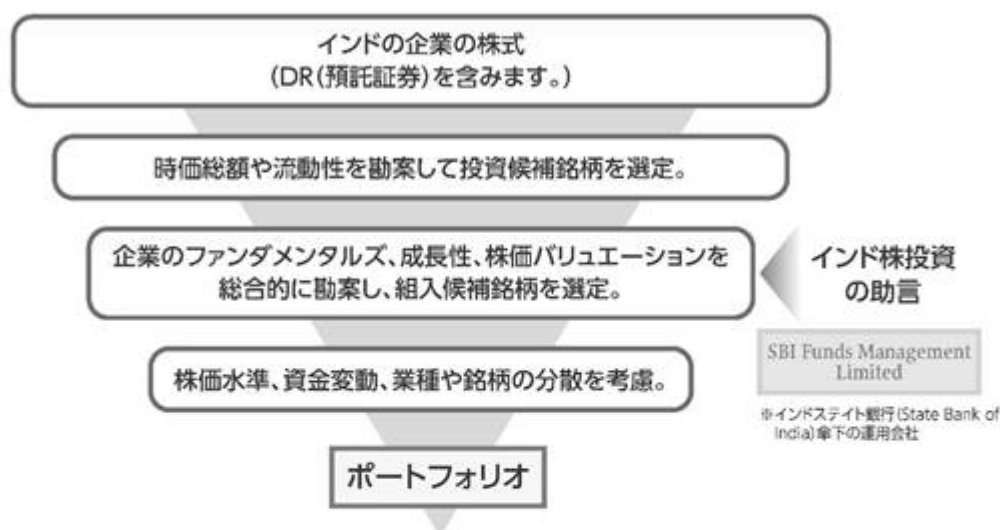 インドの企業の株式
(DR(預託証券)を含みます。)
時価総額や流動性を勘案して投資候補銘柄を選定。
企業のファンダメンタルズ、成長性、株価バリュエーションを
総合的に勘案し、組入候補銘柄を選定。
インド株投資
の助言
SBI Funds Management
Limited
※インドステイト銀行(State Bank of
India)傘下の運用会社
株価水準、資金変動、業種や銘柄の分散を考慮。
ポートフォリオ